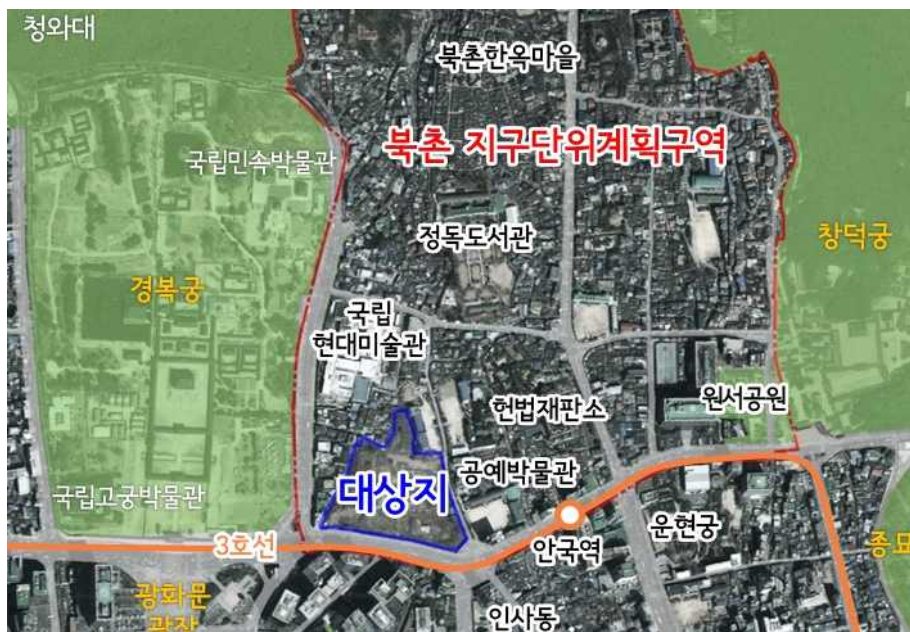 청와대
북촌한옥마을
북촌 지구단위계획구역
국립민속박물관
정독도서관
창덕궁
경복궁
국립
현대미술관
원서공원
헌법재판소
공예박물관
대상지
국립고궁박물관
운현궁
3호선
안국역
종묘
광화문
광장
인사동